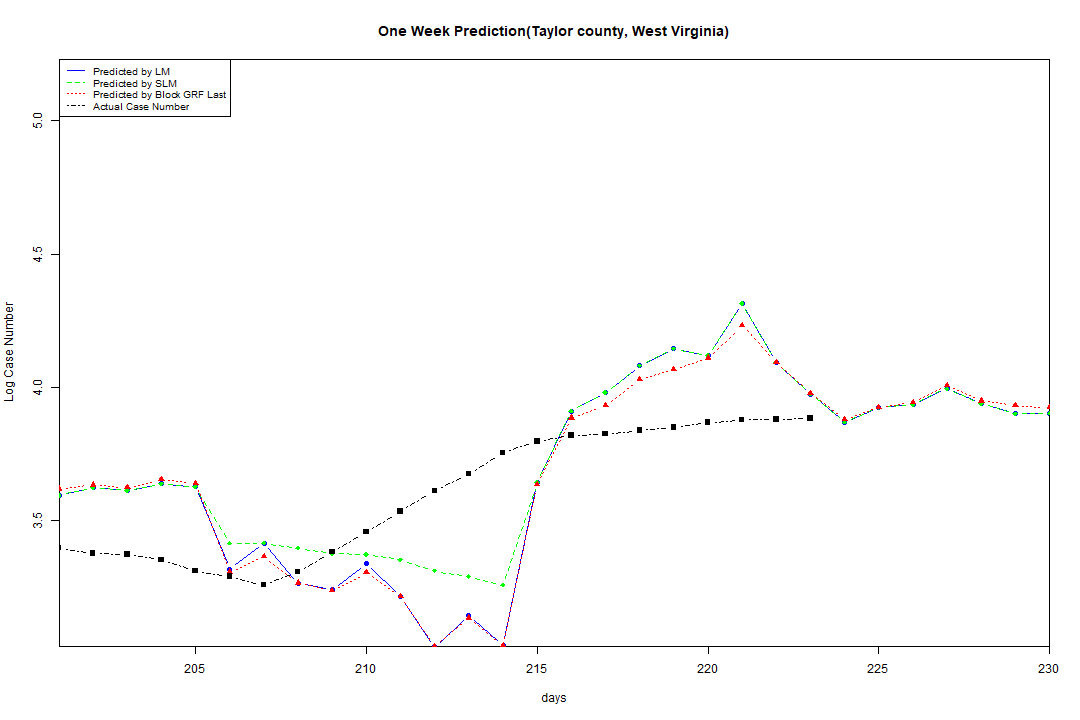 One Week Prediction(Taylor county, West Virginia)
Predicted by LM
Predicted by SLM
Predicted by Block GRF Last
Actual Case Number
5.0
4.5
4.0
3.5
Log Case Number
205 210 215 220 225 230
days